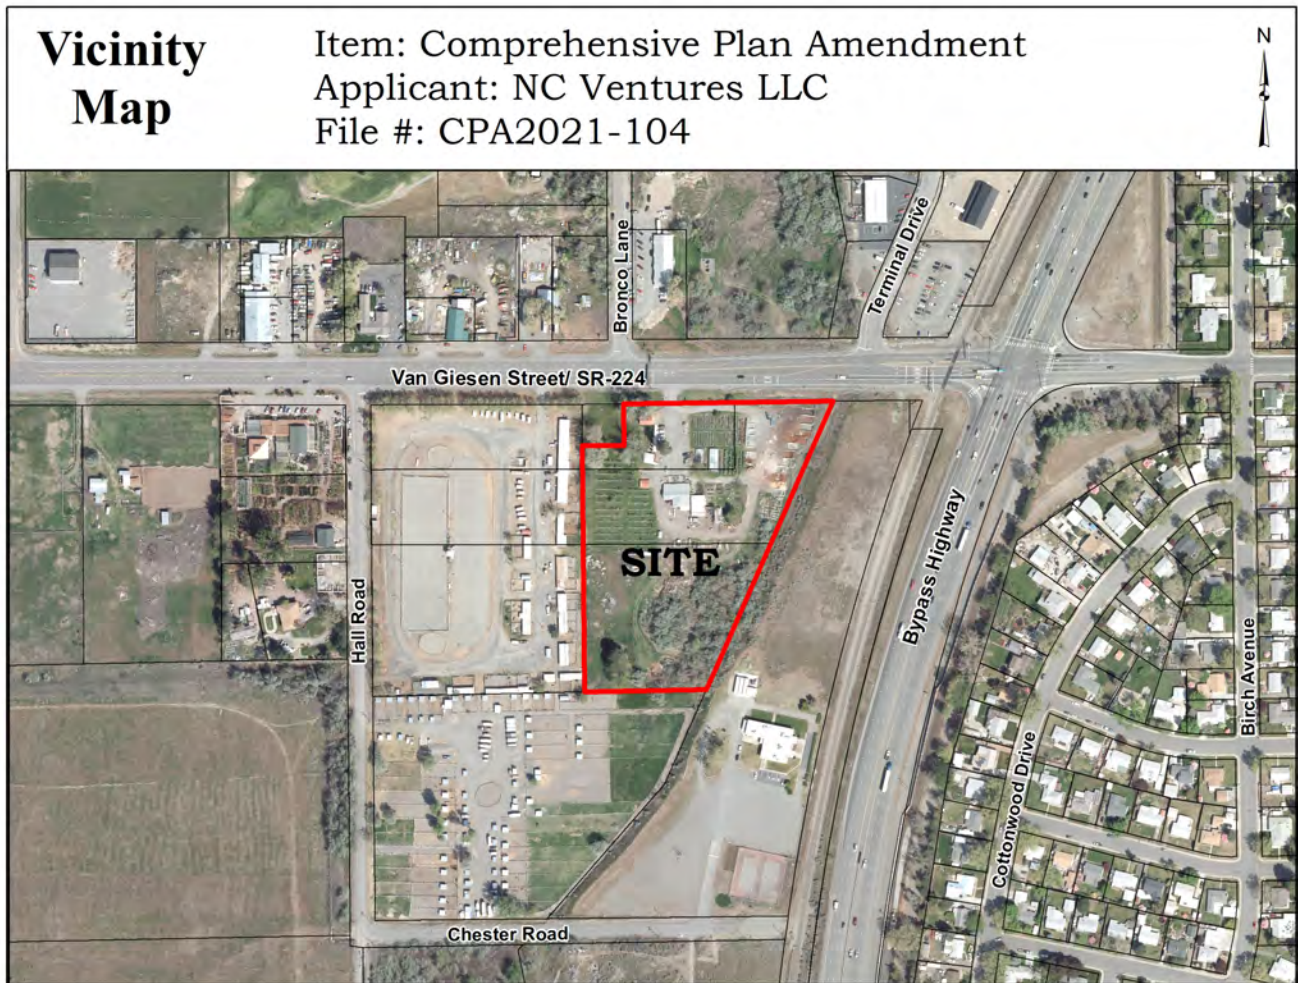 Vicinity
Map
Item: Comprehensive Plan Amendment
Applicant: NC Ventures LLC
File #: CPA2021-104
N
Bronco Lane
Terminal Drive
Van Giesen Street/ SR-224
SITE
Hall Road
Bypass Highway
Birch Avenue
Cottonwood Drive
Chester Road